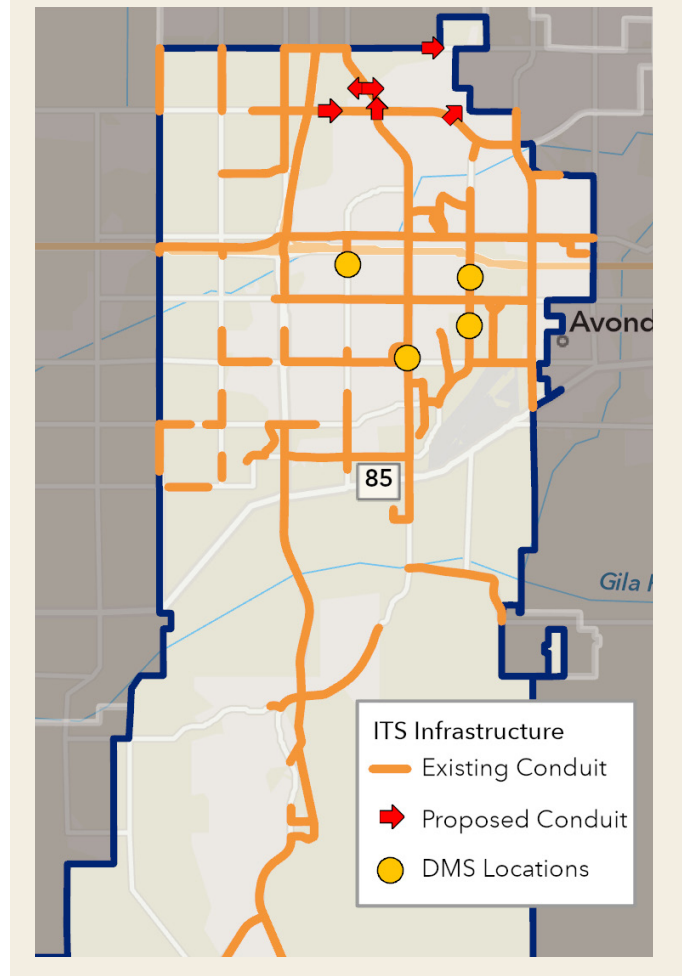 Avond
85
Gila
ITS Infrastructure
Existing Conduit
Proposed Conduit
DMS Locations